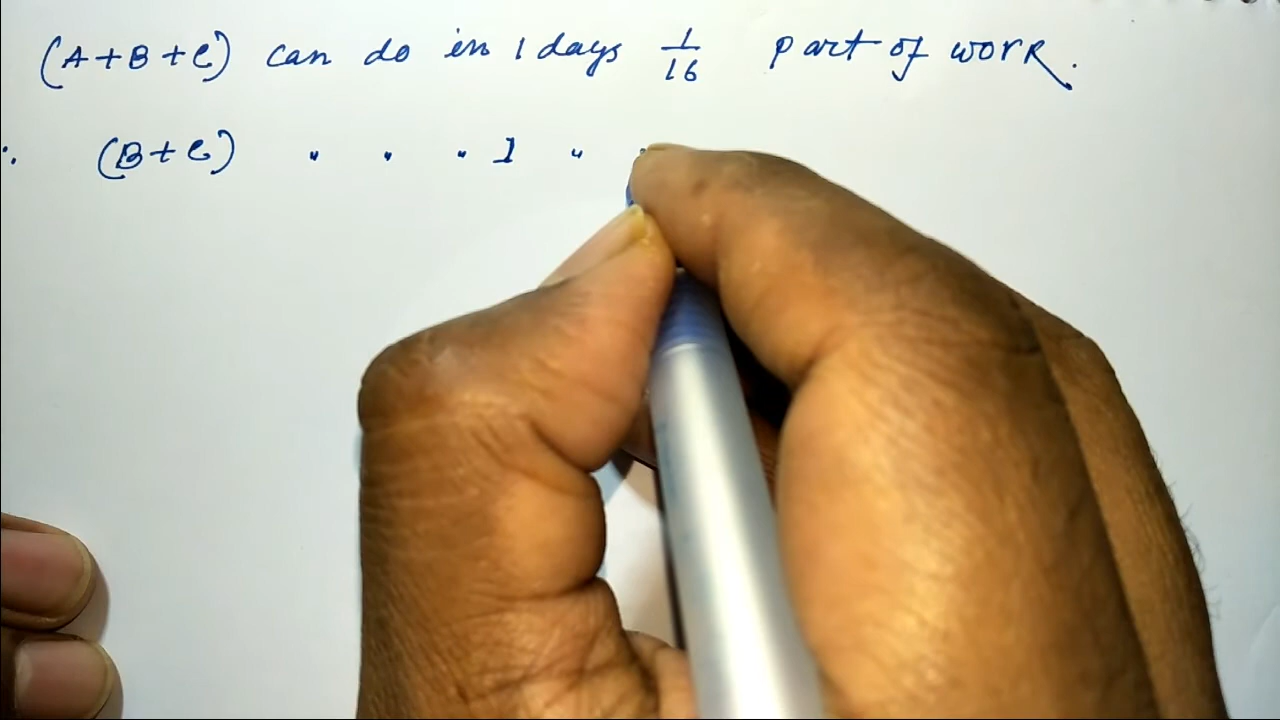 (A+B+C) can do in 1 days 1/16 part of work.
∴ (B+C) " " " 1 "